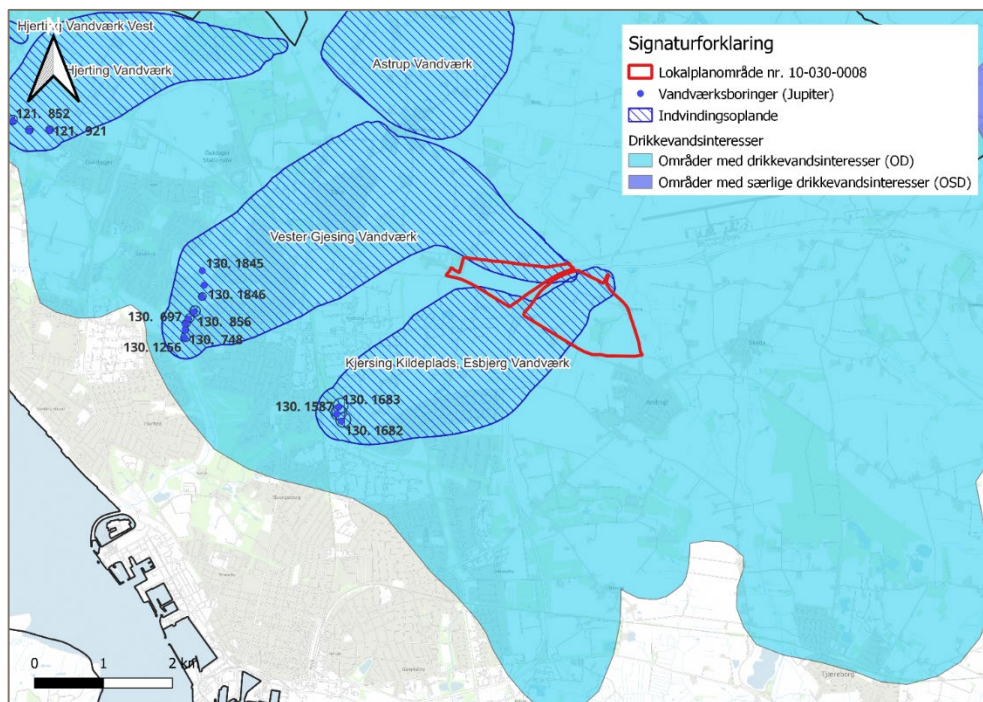 Hjerting Vandværk Vest
N
Hjerting Vandværk
Astrup Vandværk
121. 852
121. 921
Signaturforklaring
Lokalplanområde nr. 10-030-0008
Vandværksboringer (Jupiter)
Indvindingsoplande
Drikkevandsinteresser
Områder med drikkevandsinteresser (OD)
Områder med særlige drikkevandsinteresser (OSD)
Vester Gjesing Vandværk
130. 1845
130. 1846
130. 697
130. 856
130. 1256
130. 748
Kjersing Kildeplads, Esbjerg Vandværk
130. 1587
130. 1683
130. 1682
Tjæreborg
0 1 2 km